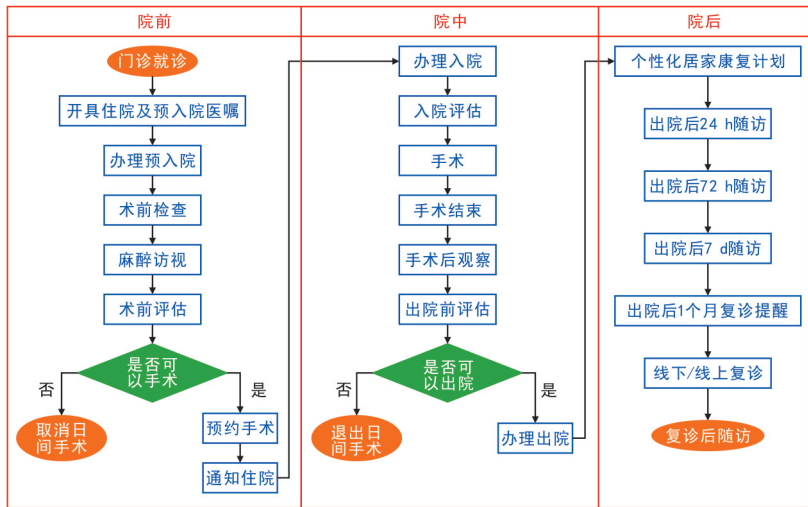 院前
门诊就诊
开具住院及预入院医嘱
办理预入院
术前检查
麻醉访视
术前评估
是否可
以手术
否
是
取消日
间手术
预约手术
通知住院
院中
办理入院
入院评估
手术
手术结束
手术后观察
出院前评估
是否可
以出院
否
是
退出日
间手术
办理出院
院后
个性化居家康复计划
出院后24 h随访
出院后72 h随访
出院后7 d随访
出院后1个月复诊提醒
线下/线上复诊
复诊后随访